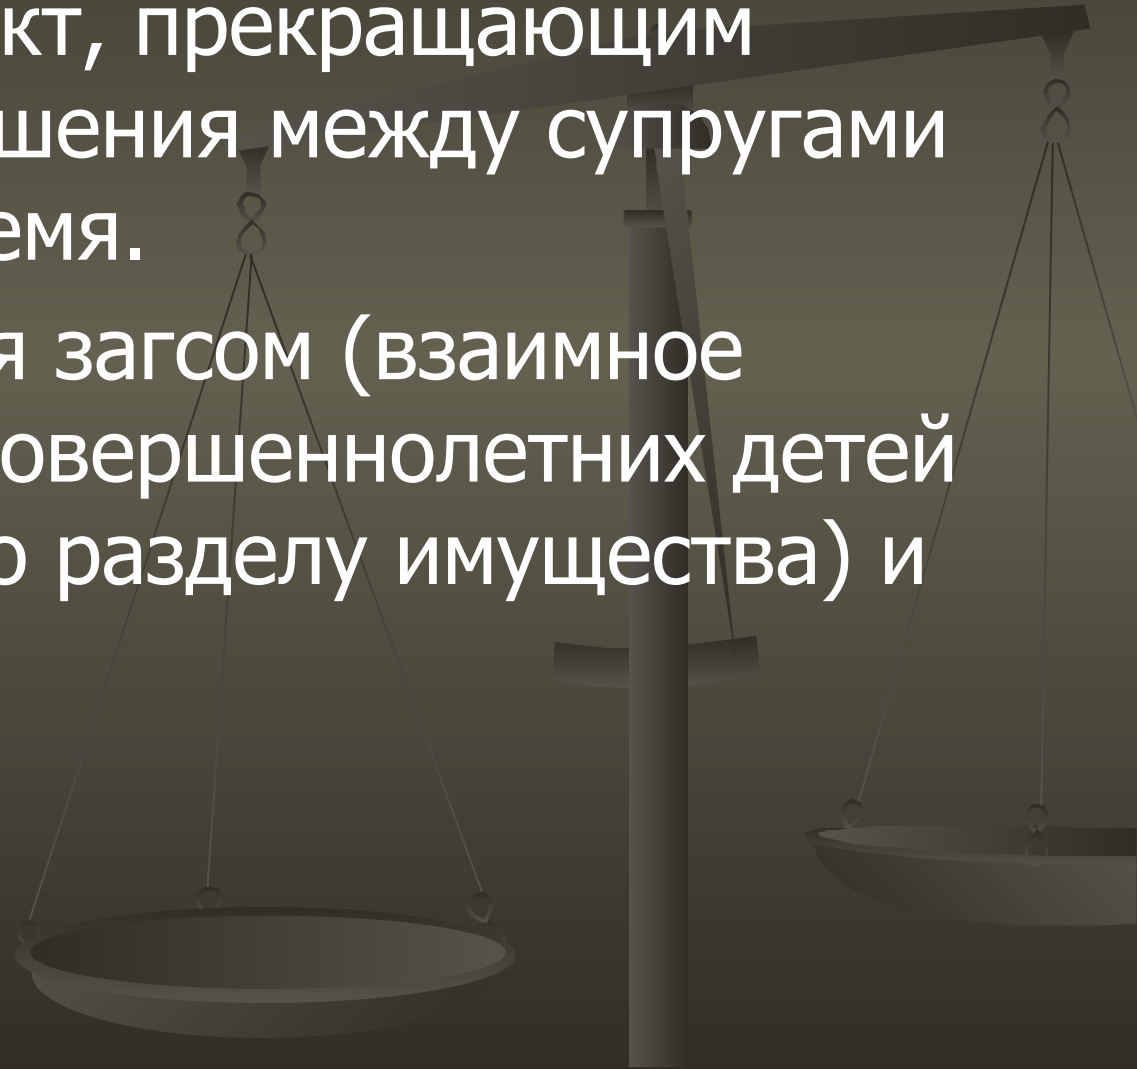 кт, прекращающим
шения между супругами
емя.
я загсом (взаимное
овершеннолетних детей
о разделу имущества) и